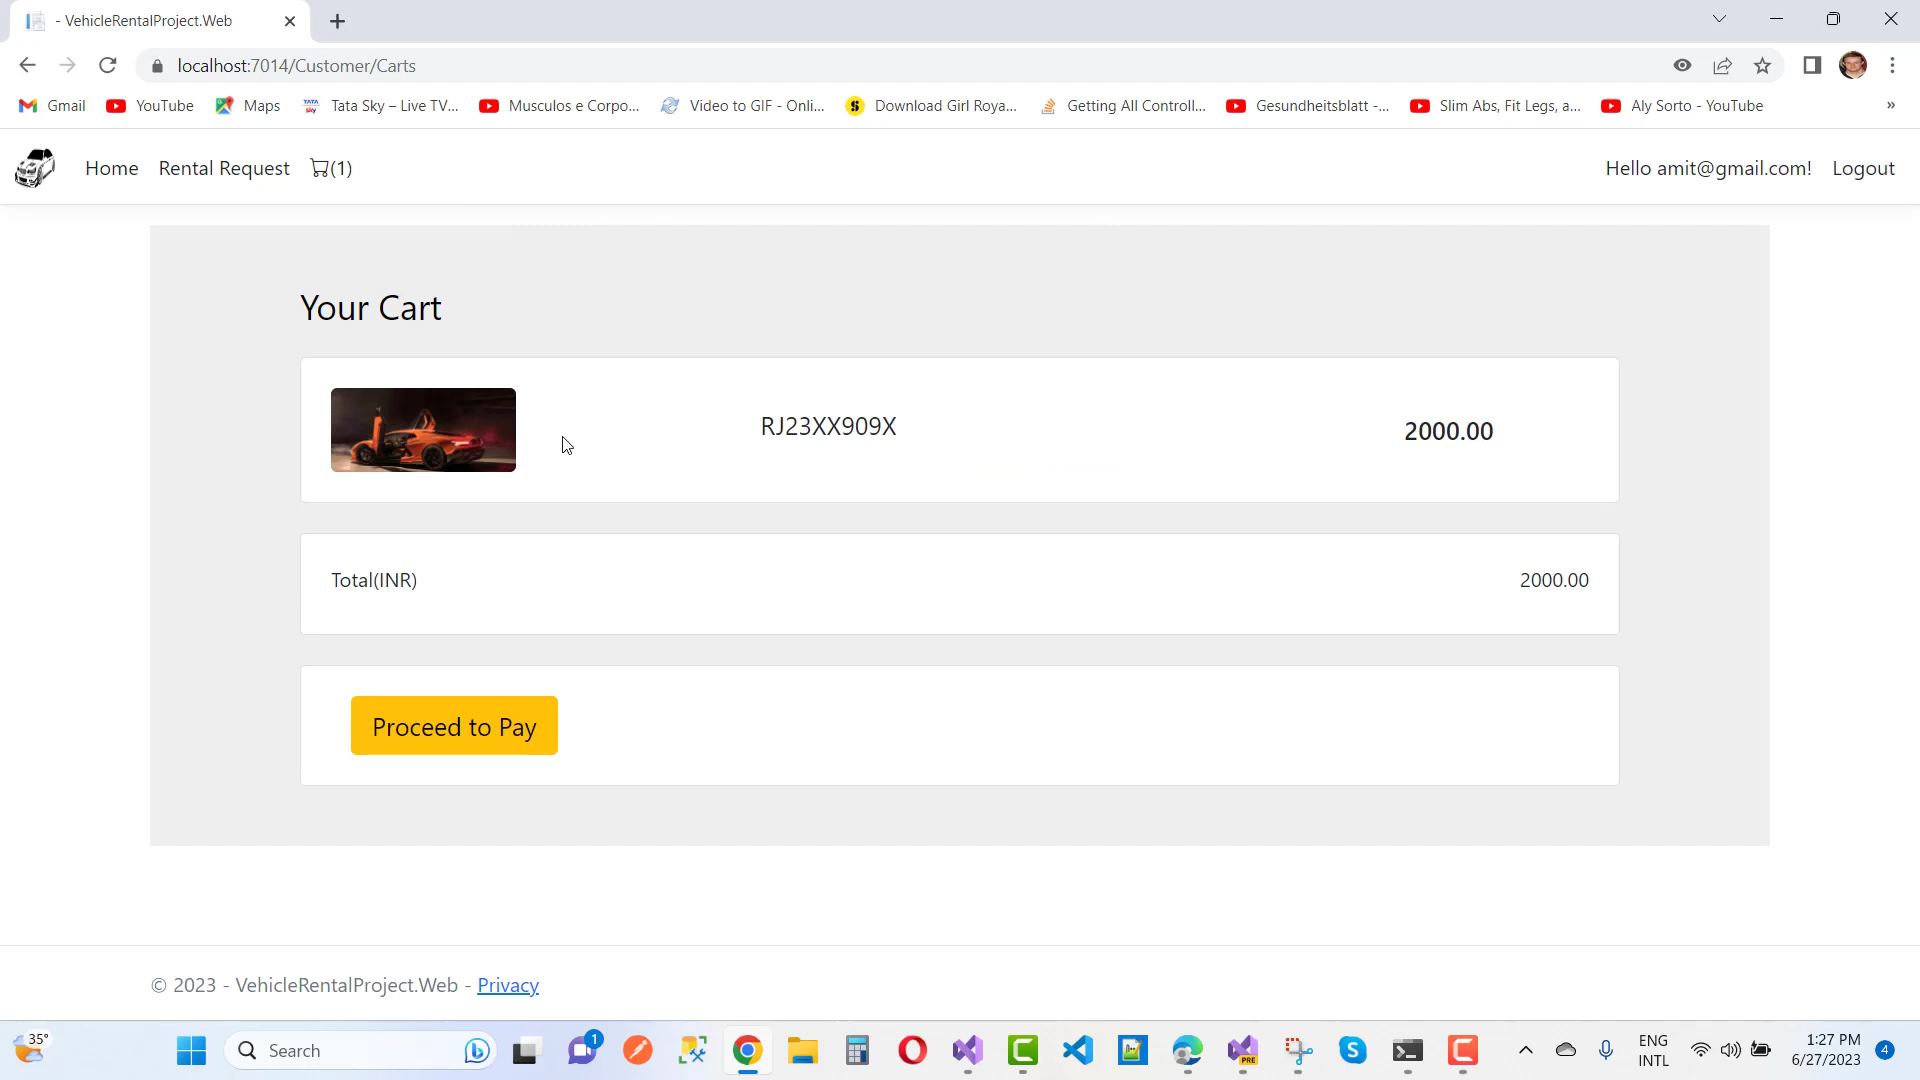 - VehicleRentalProject.Web
localhost:7014/Customer/Carts
Gmail
YouTube
Maps
Tata Sky – Live TV...
Musculos e Corpo...
Video to GIF - Onli...
Download Girl Roya...
Getting All Controll...
Gesundheitsblatt -...
Slim Abs, Fit Legs, a...
Aly Sorto - YouTube
»
Home
Rental Request
(1)
Hello amit@gmail.com!
Logout
Your Cart
RJ23XX909X
2000.00
Total(INR)
2000.00
Proceed to Pay
© 2023 - VehicleRentalProject.Web - Privacy
35°
Search
1
PRE
ENG
INTL
1:27 PM
6/27/2023
4